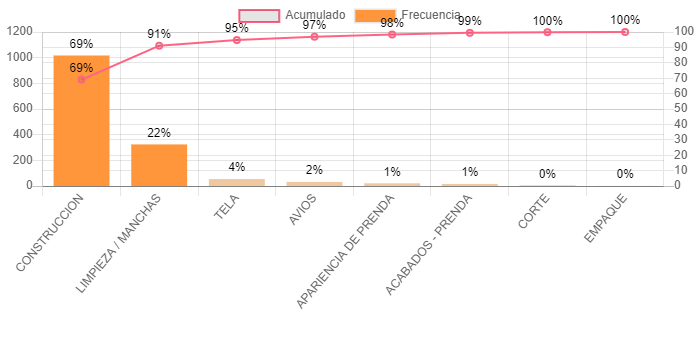 Acumulado Frecuencia
1200
1000
800
600
400
200
0
100
90
80
70
60
50
40
30
20
10
0
69% 91% 95% 97% 98% 99% 100% 100%
69% 22% 4% 2% 1% 1% 0% 0%
CONSTRUCCION
LIMPIEZA / MANCHAS
TELA
AVIOS
APARIENCIA DE PRENDA
ACABADOS - PRENDA
CORTE
EMPAQUE